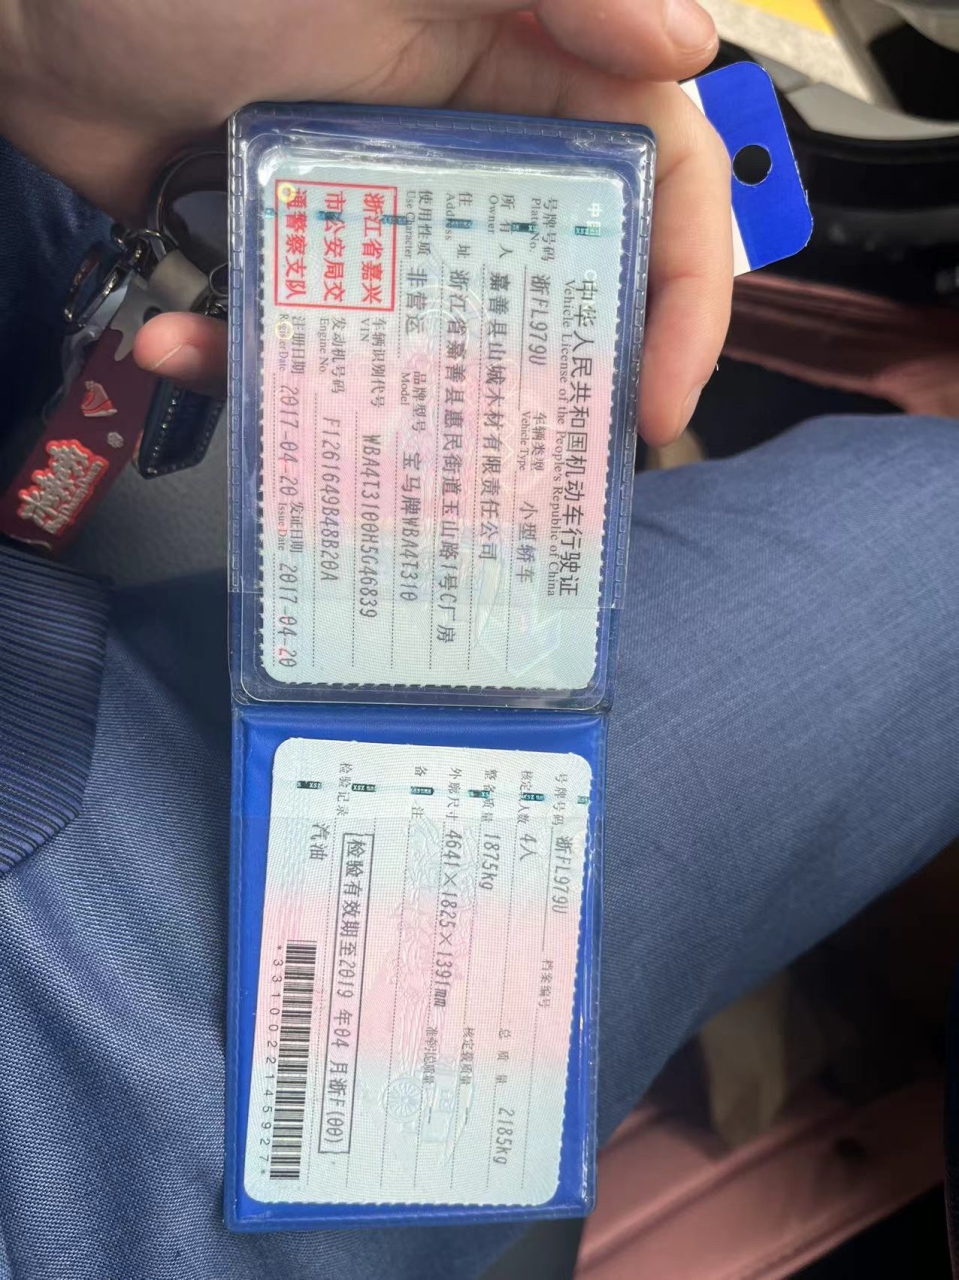 中华人民共和国机动车行驶证
Vehicle License of the People's Republic of China
号牌号码 浙FL979U 车辆类型 小型轿车
Plate No. Vehicle Type
所有人 嘉善县山城木材有限责任公司
Owner
住址 浙江省嘉善县惠民街道玉山路1号C厂房
Address
使用性质 非营运 品牌型号 宝马牌WBA4I310
Use Character Model
浙江省嘉兴
市公安局交
通警察支队
车辆识别代号 WBA4I3100H5G46839
VIN
发动机号码 F1261649B48B20A
Engine No.
注册日期 2017-04-20 发证日期 2017-04-20
Register Date Issue Date
号牌号码 浙FL979U 档案编号
核定载人数 4人 总质量 2185kg
整备质量 1875kg 核定载质量
外廓尺寸 4641×1825×1391mm 准牵引总质量
备注
检验有效期至2019年04月浙F(00)
检验记录
汽油
*3310022145927*